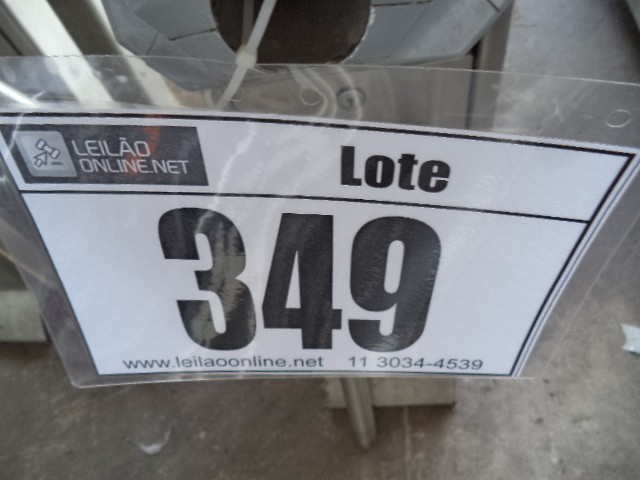 LEILÃO
ONLINE.NET
Lote
349
www.leilaoonline.net 11 3034-4539